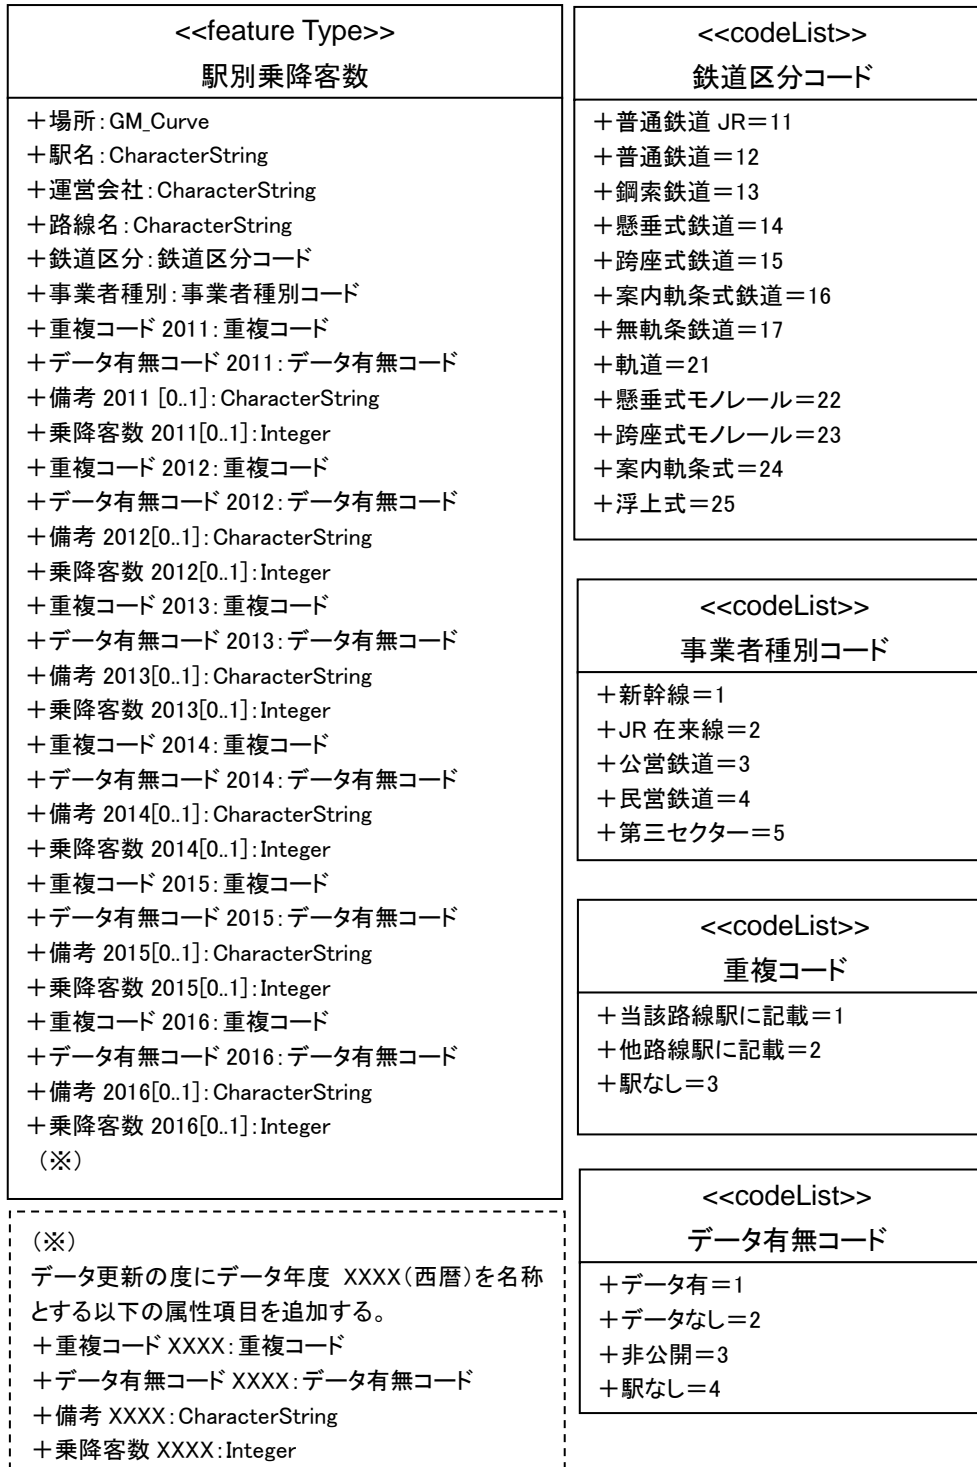 <<feature Type>>
駅別乗降客数
+場所:GM_Curve
+駅名:CharacterString
+運営会社:CharacterString
+路線名:CharacterString
+鉄道区分:鉄道区分コード
+事業者種別:事業者種別コード
+重複コード 2011:重複コード
+データ有無コード 2011:データ有無コード
+備考 2011 [0..1]:CharacterString
+乗降客数 2011[0..1]:Integer
+重複コード 2012:重複コード
+データ有無コード 2012:データ有無コード
+備考 2012[0..1]:CharacterString
+乗降客数 2012[0..1]:Integer
+重複コード 2013:重複コード
+データ有無コード 2013:データ有無コード
+備考 2013[0..1]:CharacterString
+乗降客数 2013[0..1]:Integer
+重複コード 2014:重複コード
+データ有無コード 2014:データ有無コード
+備考 2014[0..1]:CharacterString
+乗降客数 2014[0..1]:Integer
+重複コード 2015:重複コード
+データ有無コード 2015:データ有無コード
+備考 2015[0..1]:CharacterString
+乗降客数 2015[0..1]:Integer
+重複コード 2016:重複コード
+データ有無コード 2016:データ有無コード
+備考 2016[0..1]:CharacterString
+乗降客数 2016[0..1]:Integer
(※)
(※)
データ更新の度にデータ年度 XXXX(西暦)を名称
とする以下の属性項目を追加する。
+重複コード XXXX:重複コード
+データ有無コード XXXX:データ有無コード
+備考 XXXX:CharacterString
+乗降客数 XXXX:Integer
<<codeList>>
鉄道区分コード
+普通鉄道 JR=11
+普通鉄道=12
+鋼索鉄道=13
+懸垂式鉄道=14
+跨座式鉄道=15
+案内軌条式鉄道=16
+無軌条鉄道=17
+軌道=21
+懸垂式モノレール=22
+跨座式モノレール=23
+案内軌条式=24
+浮上式=25
<<codeList>>
事業者種別コード
+新幹線=1
+JR 在来線=2
+公営鉄道=3
+民営鉄道=4
+第三セクター=5
<<codeList>>
重複コード
+当該路線駅に記載=1
+他路線駅に記載=2
+駅なし=3
<<codeList>>
データ有無コード
+データ有=1
+データなし=2
+非公開=3
+駅なし=4